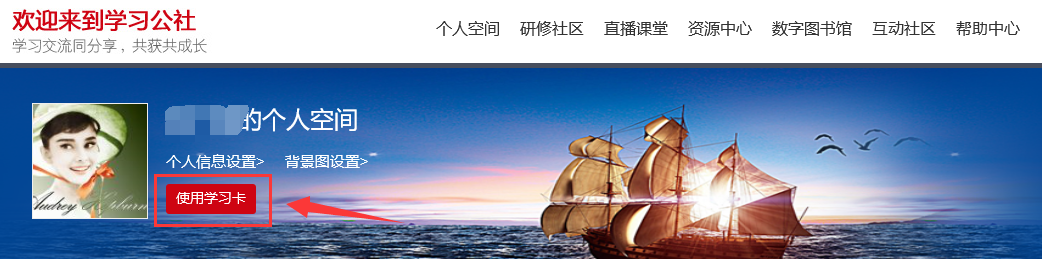 欢迎来到学习公社
学习交流同分享，共获共成长
个人空间 研修社区 直播课堂 资源中心 数字图书馆 互动社区 帮助中心
的个人空间
个人信息设置> 背景图设置>
使用学习卡
Audrey Hepburn